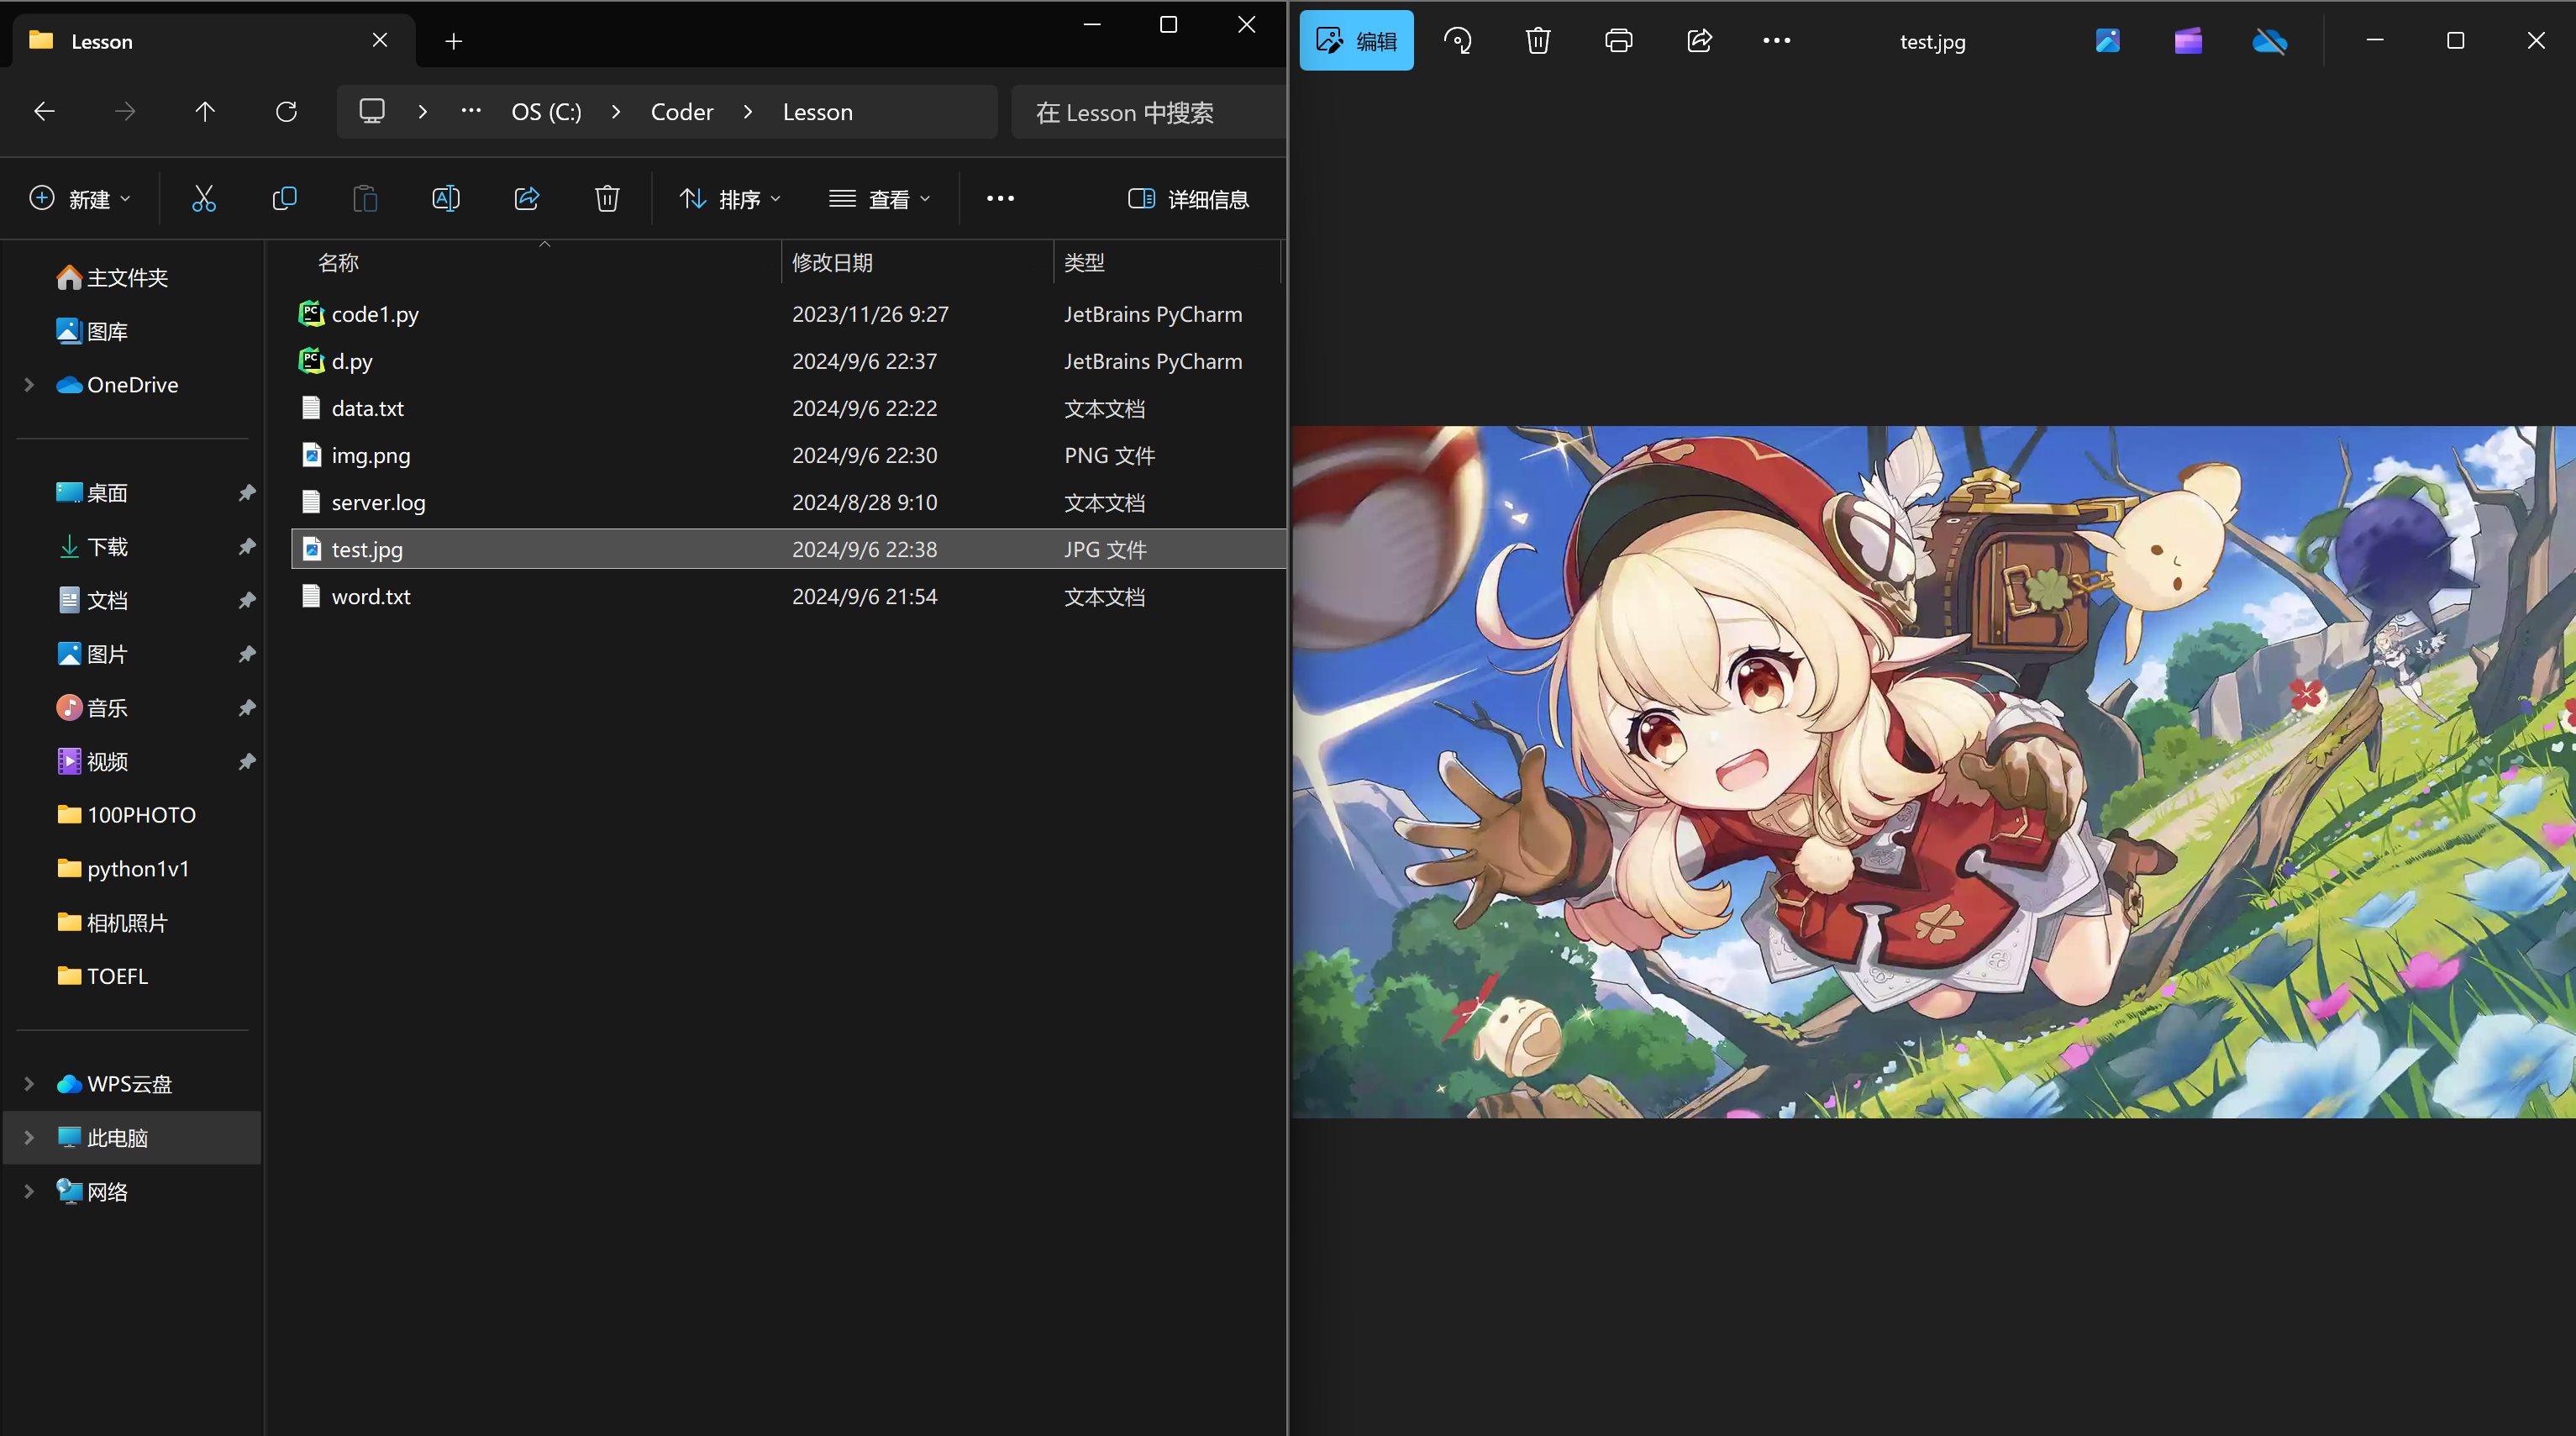 Lesson
OS (C:) Coder Lesson
在 Lesson 中搜索
新建 排序 查看 详细信息
主文件夹
图库
OneDrive
桌面
下载
文档
图片
音乐
视频
100PHOTO
python1v1
相机照片
TOEFL
WPS云盘
此电脑
网络
名称 修改日期 类型
code1.py 2023/11/26 9:27 JetBrains PyCharm
d.py 2024/9/6 22:37 JetBrains PyCharm
data.txt 2024/9/6 22:22 文本文档
img.png 2024/9/6 22:30 PNG 文件
server.log 2024/8/28 9:10 文本文档
test.jpg 2024/9/6 22:38 JPG 文件
word.txt 2024/9/6 21:54 文本文档
编辑 test.jpg